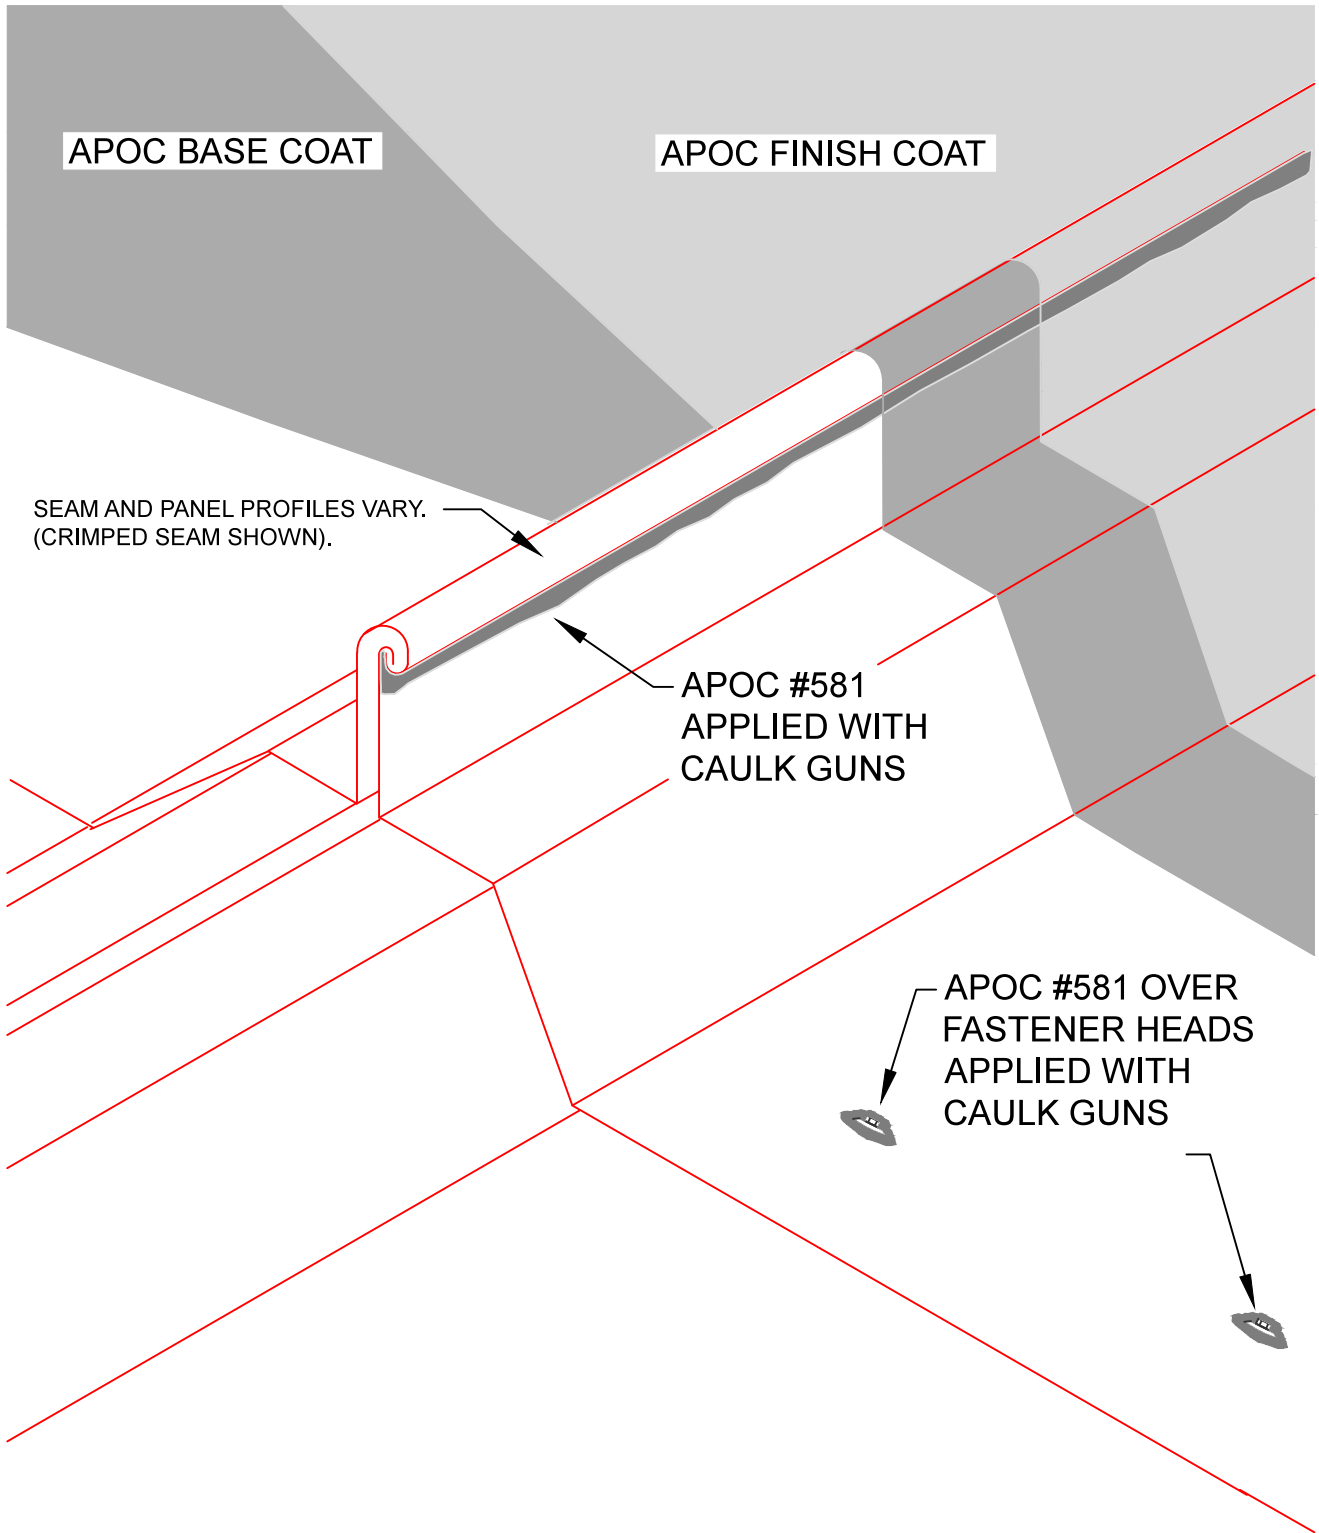 APOC BASE COAT
APOC FINISH COAT
SEAM AND PANEL PROFILES VARY.
(CRIMPED SEAM SHOWN).
APOC #581
APPLIED WITH
CAULK GUNS
APOC #581 OVER
FASTENER HEADS
APPLIED WITH
CAULK GUNS